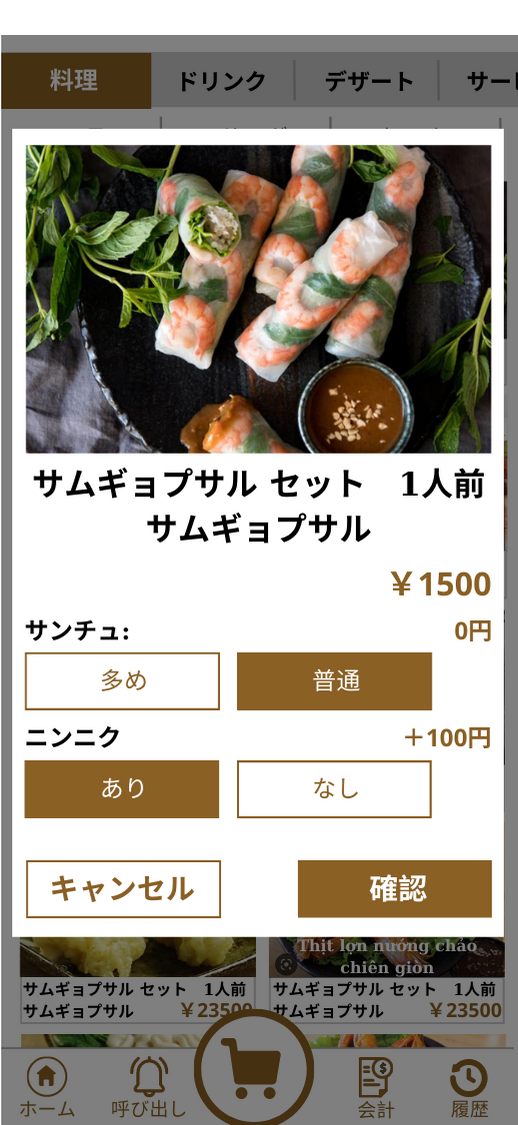 料理 ドリンク デザート サー
サムギョプサル セット 1人前
サムギョプサル
￥1500
サンチュ: 0円
多め 普通
ニンニク ＋100円
あり なし
キャンセル 確認
Thịt lợn nướng chảo
chiên giòn
サムギョプサル セット 1人前 サムギョプサル セット 1人前
サムギョプサル ￥23500 サムギョプサル ￥23500
ホーム 呼び出し 会計 履歴